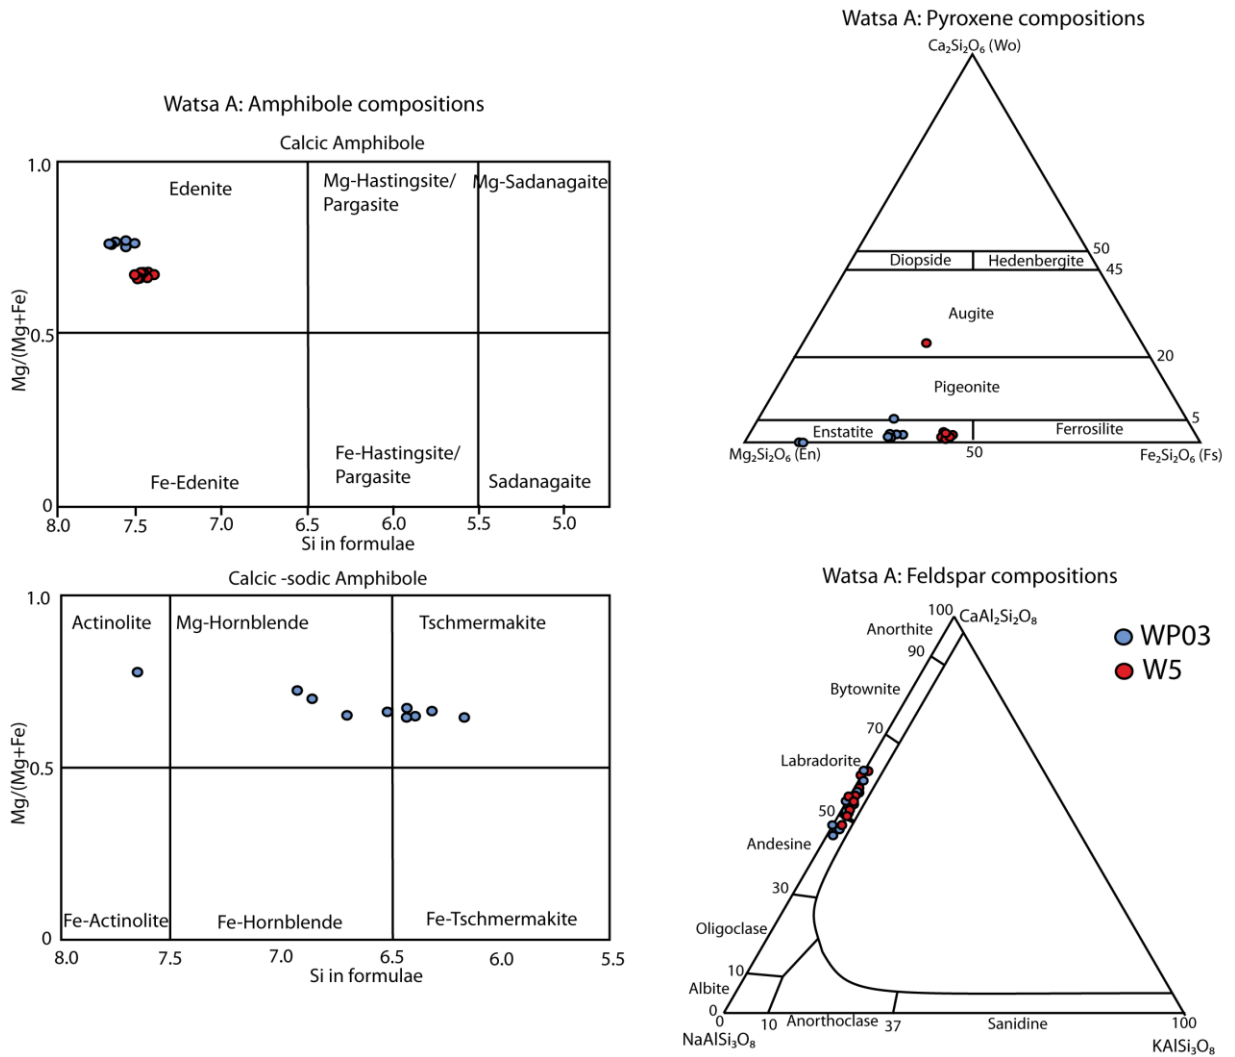 Watsa A: Amphibole compositions
Calcic Amphibole
1.0
Edenite
Mg-Hastingsite/
Pargasite
Mg-Sadanagaite
Mg/(Mg+Fe)
0.5
Fe-Edenite
Fe-Hastingsite/
Pargasite
Sadanagaite
0
8.0
7.5
7.0
6.5
6.0
5.5
5.0
Si in formulae
Calcic -sodic Amphibole
1.0
Actinolite
Mg-Hornblende
Tschmermakite
Mg/(Mg+Fe)
0.5
Fe-Actinolite
Fe-Hornblende
Fe-Tschmermakite
0
8.0
7.5
7.0
6.5
6.0
5.5
Si in formulae
Watsa A: Pyroxene compositions
Ca₂Si₂O₆ (Wo)
50
Diopside
Hedenbergite
45
Augite
20
Pigeonite
5
Enstatite
Ferrosilite
Mg₂Si₂O₆ (En)
50
Fe₂Si₂O₆ (Fs)
Watsa A: Feldspar compositions
100
CaAl₂Si₂O₈
Anorthite
90
Bytownite
70
Labradorite
50
Andesine
30
Oligoclase
10
Albite
0
0
10
Anorthoclase
37
Sanidine
100
NaAlSi₃O₈
KAlSi₃O₈
WP03
W5